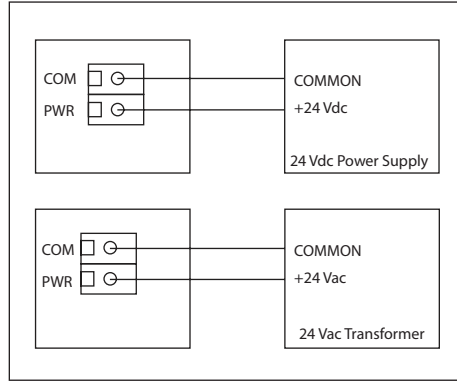 COM COMMON
PWR +24 Vdc
24 Vdc Power Supply
COM COMMON
PWR +24 Vac
24 Vac Transformer